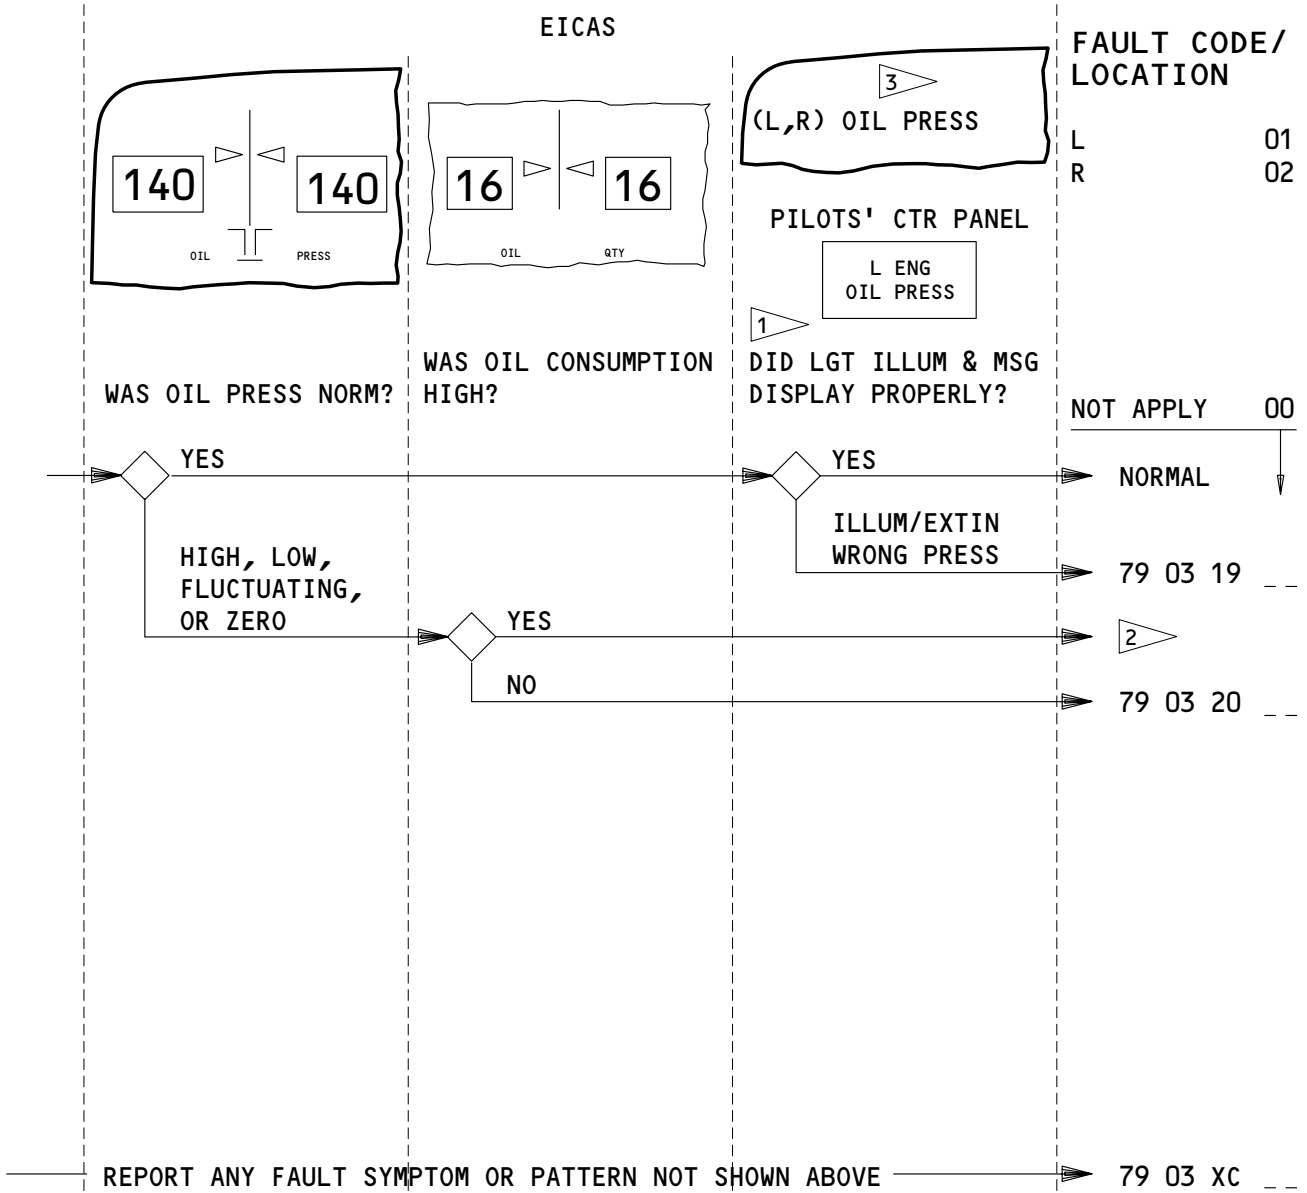 EICAS
FAULT CODE/
LOCATION
L 01
R 02
140 140
OIL PRESS
16 16
OIL QTY
3
(L,R) OIL PRESS
PILOTS' CTR PANEL
L ENG
OIL PRESS
1
WAS OIL PRESS NORM?
WAS OIL CONSUMPTION
HIGH?
DID LGT ILLUM & MSG
DISPLAY PROPERLY?
NOT APPLY 00
YES
YES
NORMAL
ILLUM/EXTIN
WRONG PRESS
79 03 19 _ _
HIGH, LOW,
FLUCTUATING,
OR ZERO
YES
2
NO
79 03 20 _ _
REPORT ANY FAULT SYMPTOM OR PATTERN NOT SHOWN ABOVE
79 03 XC _ _